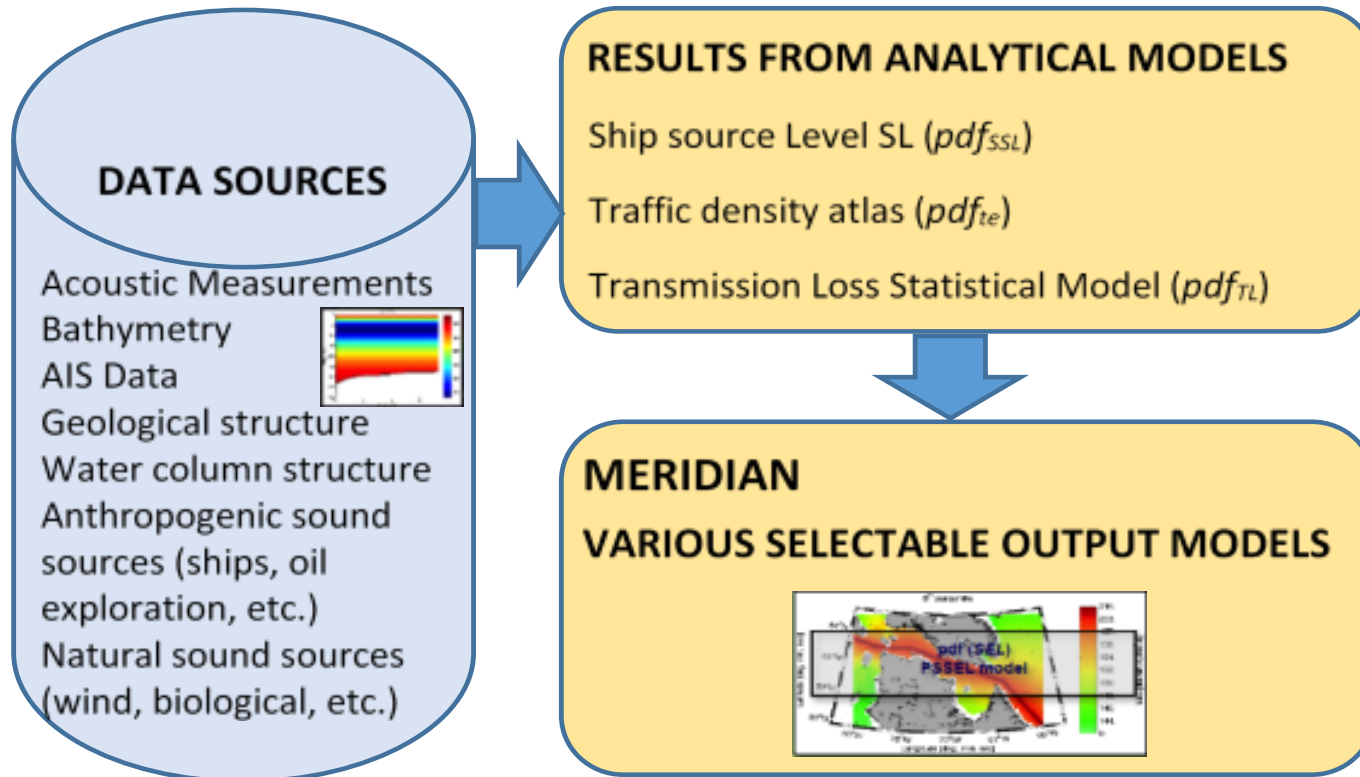 DATA SOURCES
Acoustic Measurements
Bathymetry
AIS Data
Geological structure
Water column structure
Anthropogenic sound
sources (ships, oil
exploration, etc.)
Natural sound sources
(wind, biological, etc.)
RESULTS FROM ANALYTICAL MODELS
Ship source Level SL (pdfSSL)
Traffic density atlas (pdfte)
Transmission Loss Statistical Model (pdfTL)
MERIDIAN
VARIOUS SELECTABLE OUTPUT MODELS
pdf (SEL)
PSSEL model